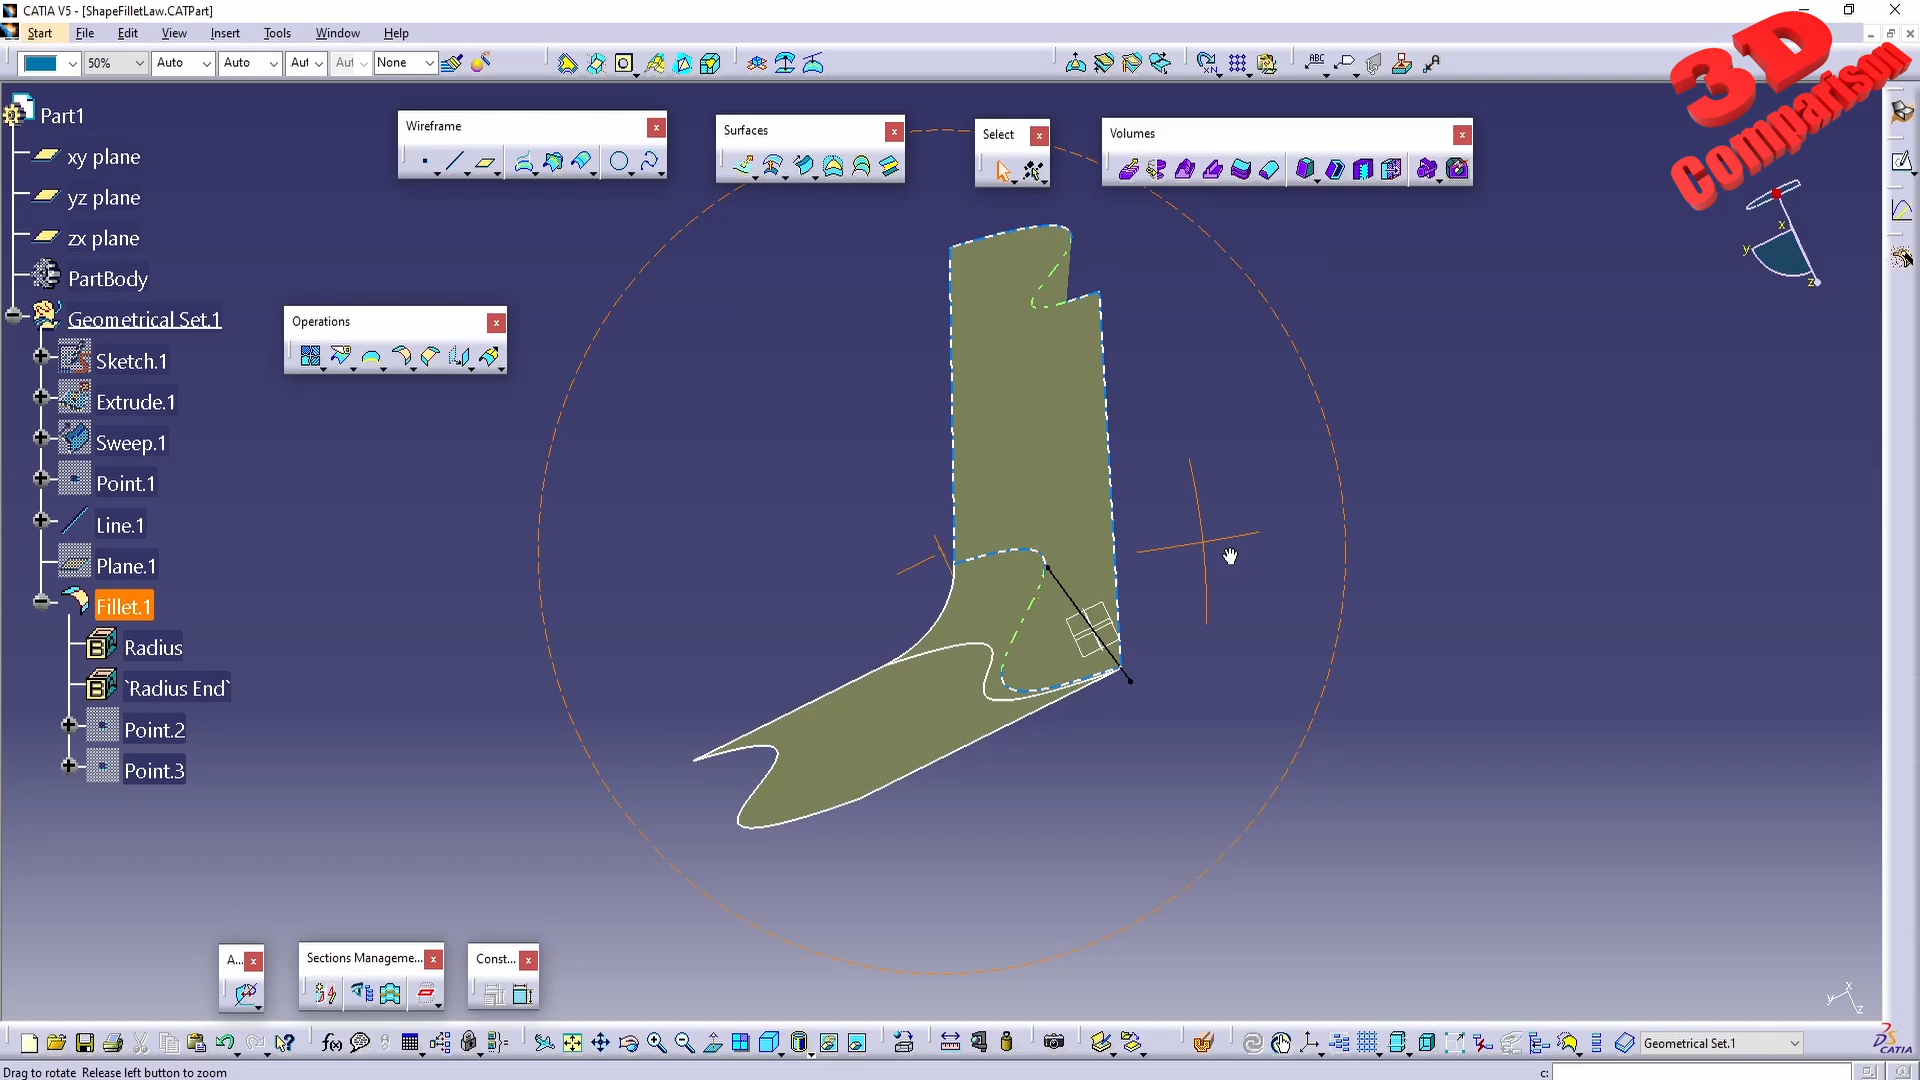 CATIA V5 - [ShapeFilletLaw.CATPart]
Start File Edit View Insert Tools Window Help
50% Auto Auto Aut Aut None
3D
Comparison
Part1
xy plane
yz plane
zx plane
PartBody
Geometrical Set.1
Sketch.1
Extrude.1
Sweep.1
Point.1
Line.1
Plane.1
Fillet.1
Radius
`Radius End`
Point.2
Point.3
Wireframe
Surfaces
Select
Volumes
Operations
x
y
z
A...
Sections Manageme...
Const...
x
y
z
f(x)
Geometrical Set.1
CATIA
Drag to rotate Release left button to zoom
c: